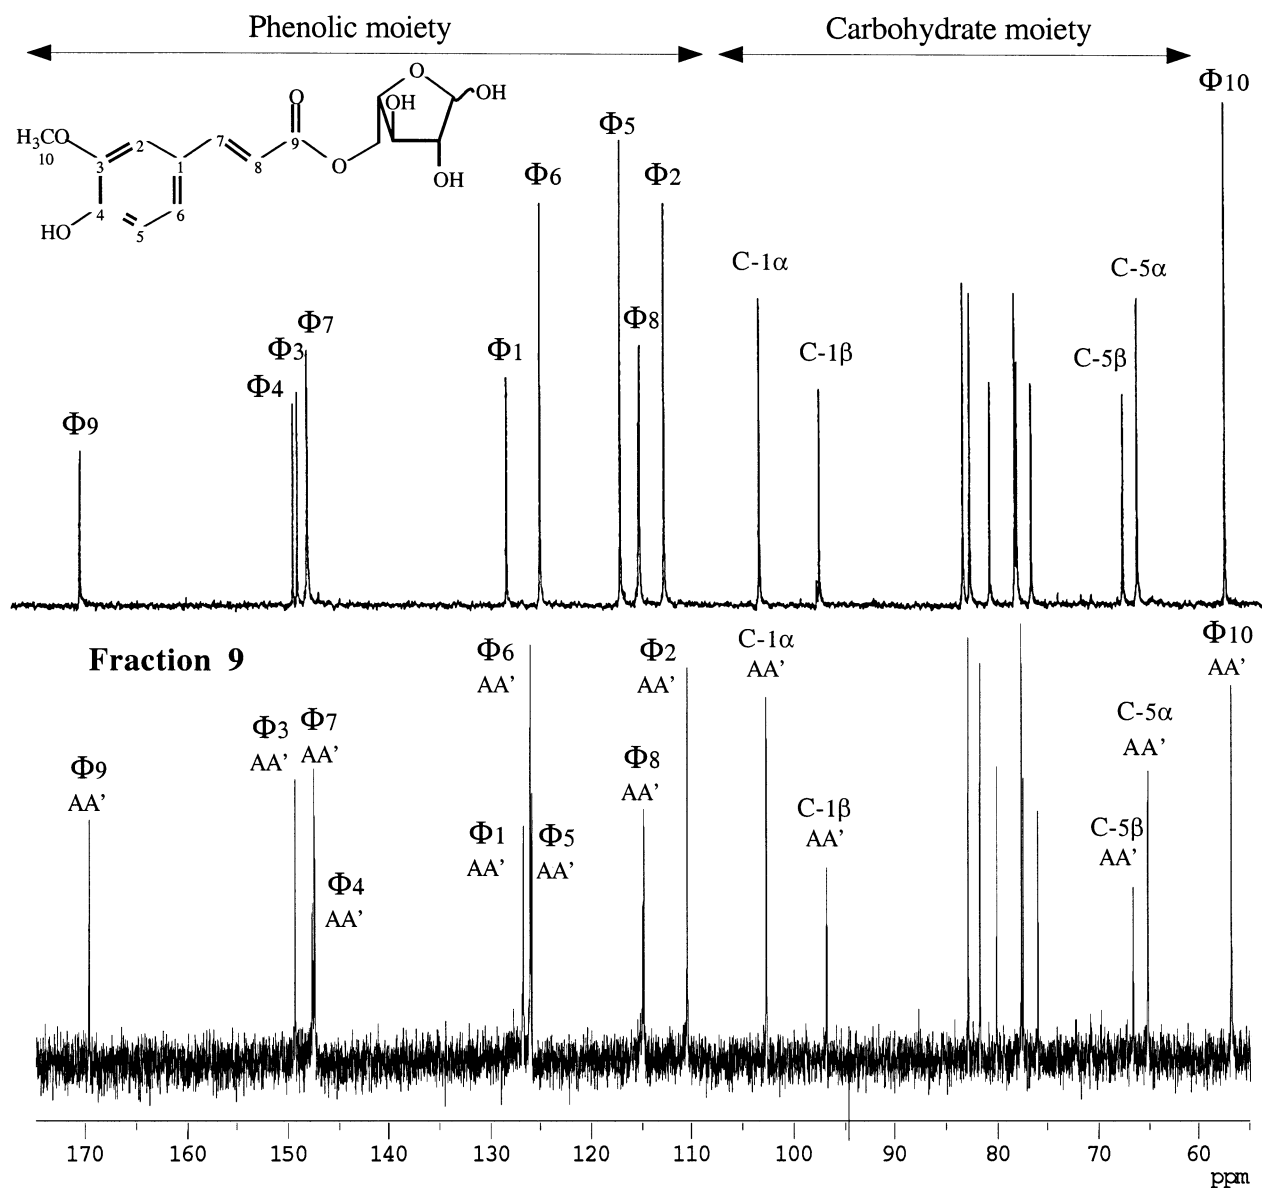 Phenolic moiety
Carbohydrate moiety
Φ10
O
OH
O
OH
Φ5
H₃CO
10
2
7
9
Φ6
Φ2
3
1
8
O
OH
4
6
HO
5
C-1α
C-5α
Φ7
Φ8
Φ3
Φ1
C-1β
C-5β
Φ4
Φ9
Fraction 9
Φ6
AA'
Φ2
AA'
C-1α
AA'
Φ10
AA'
Φ3
AA'
Φ7
AA'
C-5α
AA'
Φ9
AA'
Φ8
AA'
C-1β
AA'
C-5β
AA'
Φ1
AA'
Φ5
AA'
Φ4
AA'
170 160 150 140 130 120 110 100 90 80 70 60
ppm